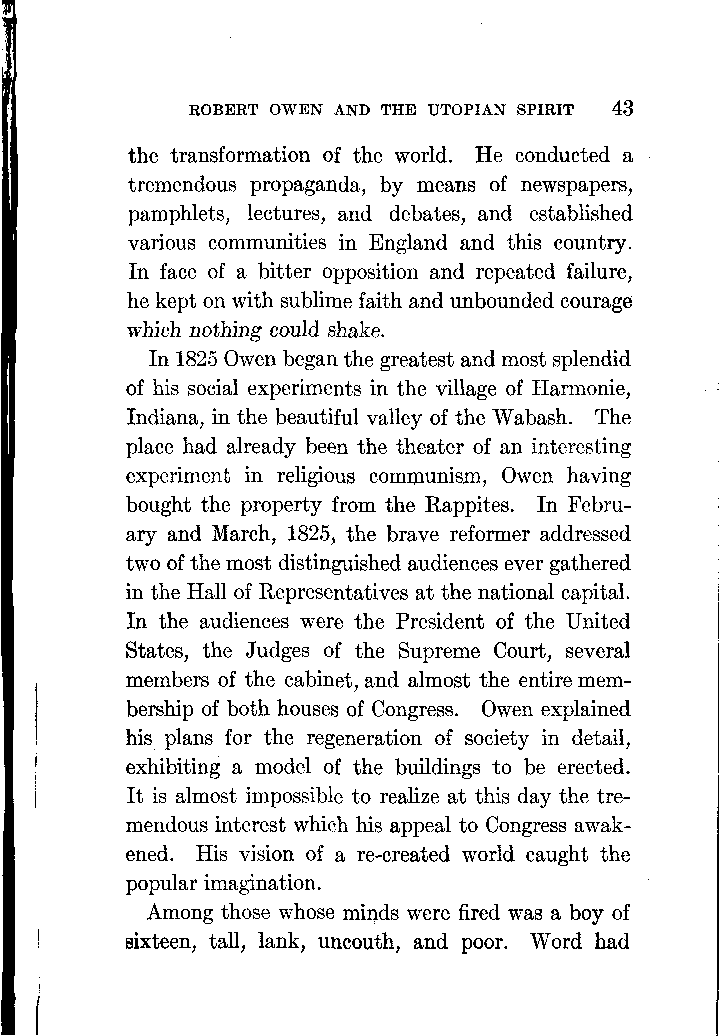 ROBERT OWEN AND THE UTOPIAN SPIRIT 43
the transformation of the world. He conducted a
tremendous propaganda, by means of newspapers,
pamphlets, lectures, and debates, and established
various communities in England and this country.
In face of a bitter opposition and repeated failure,
he kept on with sublime faith and unbounded courage
which nothing could shake.
In 1825 Owen began the greatest and most splendid
of his social experiments in the village of Harmonie,
Indiana, in the beautiful valley of the Wabash. The
place had already been the theater of an interesting
experiment in religious communism, Owen having
bought the property from the Rappites. In Febru-
ary and March, 1825, the brave reformer addressed
two of the most distinguished audiences ever gathered
in the Hall of Representatives at the national capital.
In the audiences were the President of the United
States, the Judges of the Supreme Court, several
members of the cabinet, and almost the entire mem-
bership of both houses of Congress. Owen explained
his plans for the regeneration of society in detail,
exhibiting a model of the buildings to be erected.
It is almost impossible to realize at this day the tre-
mendous interest which his appeal to Congress awak-
ened. His vision of a re-created world caught the
popular imagination.
Among those whose minds were fired was a boy of
sixteen, tall, lank, uncouth, and poor. Word had